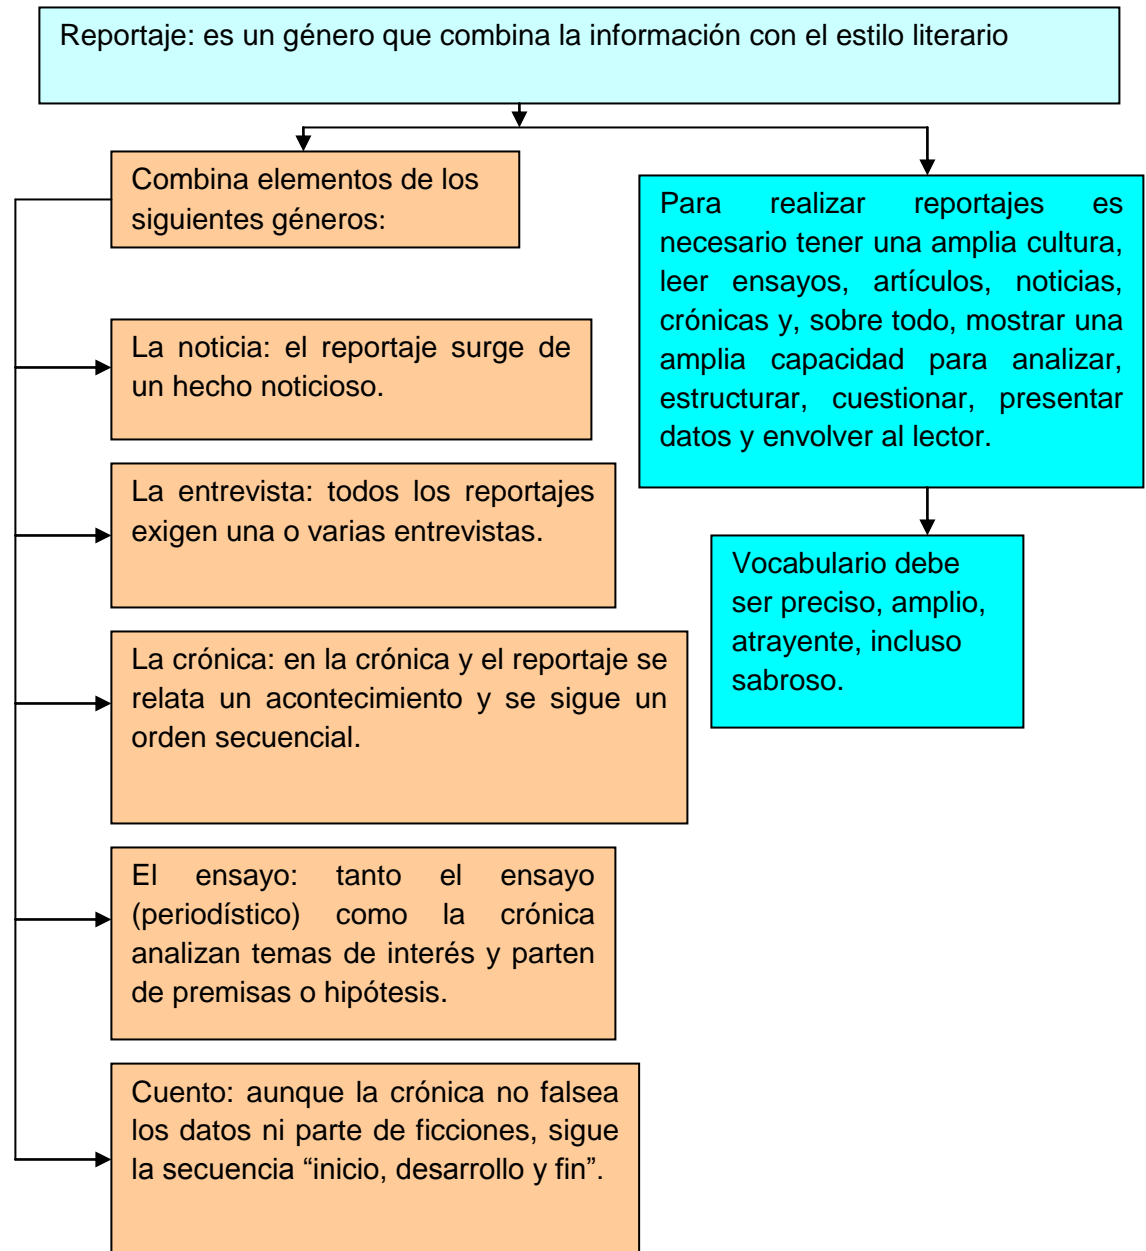 Reportaje: es un género que combina la información con el estilo literario
Combina elementos de los
siguientes géneros:
La noticia: el reportaje surge de
un hecho noticioso.
La entrevista: todos los reportajes
exigen una o varias entrevistas.
La crónica: en la crónica y el reportaje se
relata un acontecimiento y se sigue un
orden secuencial.
El ensayo: tanto el ensayo
(periodístico) como la crónica
analizan temas de interés y parten
de premisas o hipótesis.
Cuento: aunque la crónica no falsea
los datos ni parte de ficciones, sigue
la secuencia “inicio, desarrollo y fin”.
Para realizar reportajes es
necesario tener una amplia cultura,
leer ensayos, artículos, noticias,
crónicas y, sobre todo, mostrar una
amplia capacidad para analizar,
estructurar, cuestionar, presentar
datos y envolver al lector.
Vocabulario debe
ser preciso, amplio,
atrayente, incluso
sabroso.